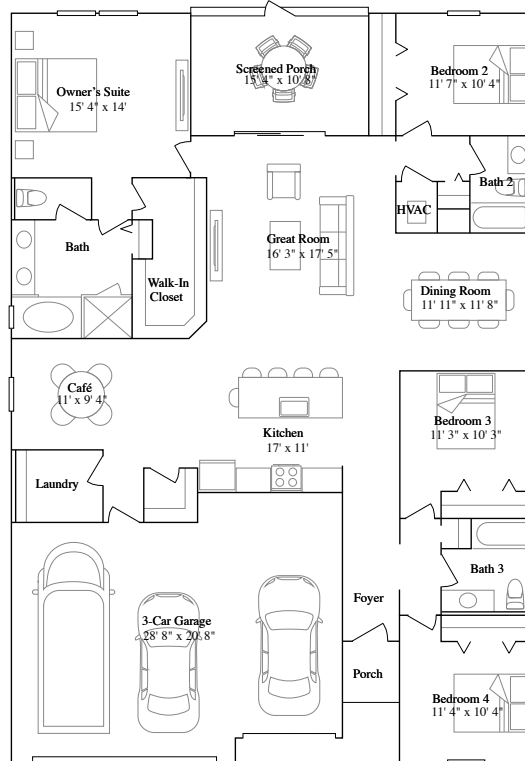 Screened Porch
15' 4" x 10' 8"
Bedroom 2
11' 7" x 10' 4"
Owner's Suite
15' 4" x 14'
Bath 2
HVAC
Great Room
16' 3" x 17' 5"
Bath
Walk-In
Closet
Dining Room
11' 11" x 11' 8"
Café
11' x 9' 4"
Bedroom 3
11' 3" x 10' 3"
Kitchen
17' x 11'
Laundry
Bath 3
Foyer
3-Car Garage
28' 8" x 20' 8"
Porch
Bedroom 4
11' 4" x 10' 4"